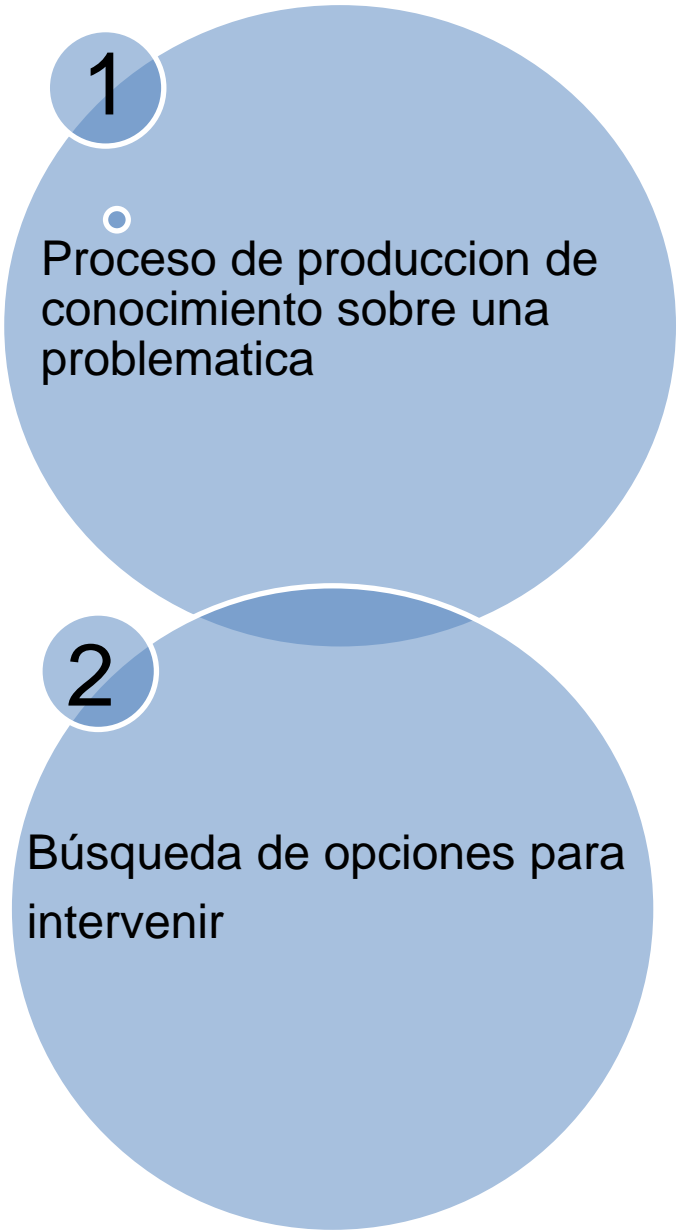 1
Proceso de produccion de
conocimiento sobre una
problematica
2
Búsqueda de opciones para
intervenir